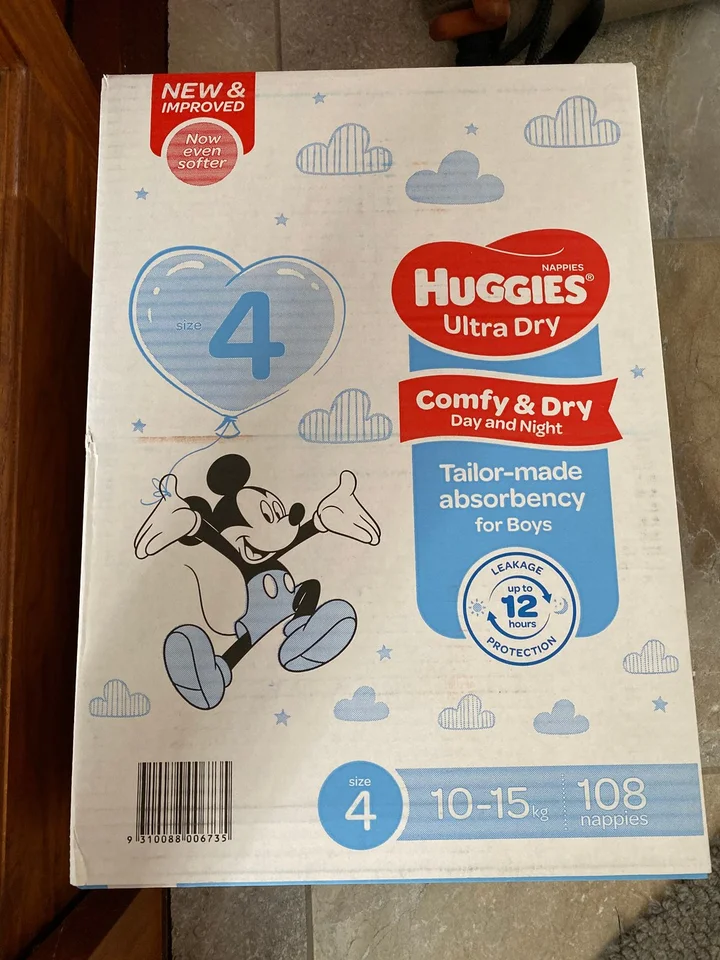 NEW &
IMPROVED
Now
even
softer
size 4
NAPPIES
HUGGIES®
Ultra Dry
Comfy & Dry
Day and Night
Tailor-made
absorbency
for Boys
LEAKAGE
up to
12
hours
PROTECTION
size
4
10-15kg
108
nappies
9 310088 006735